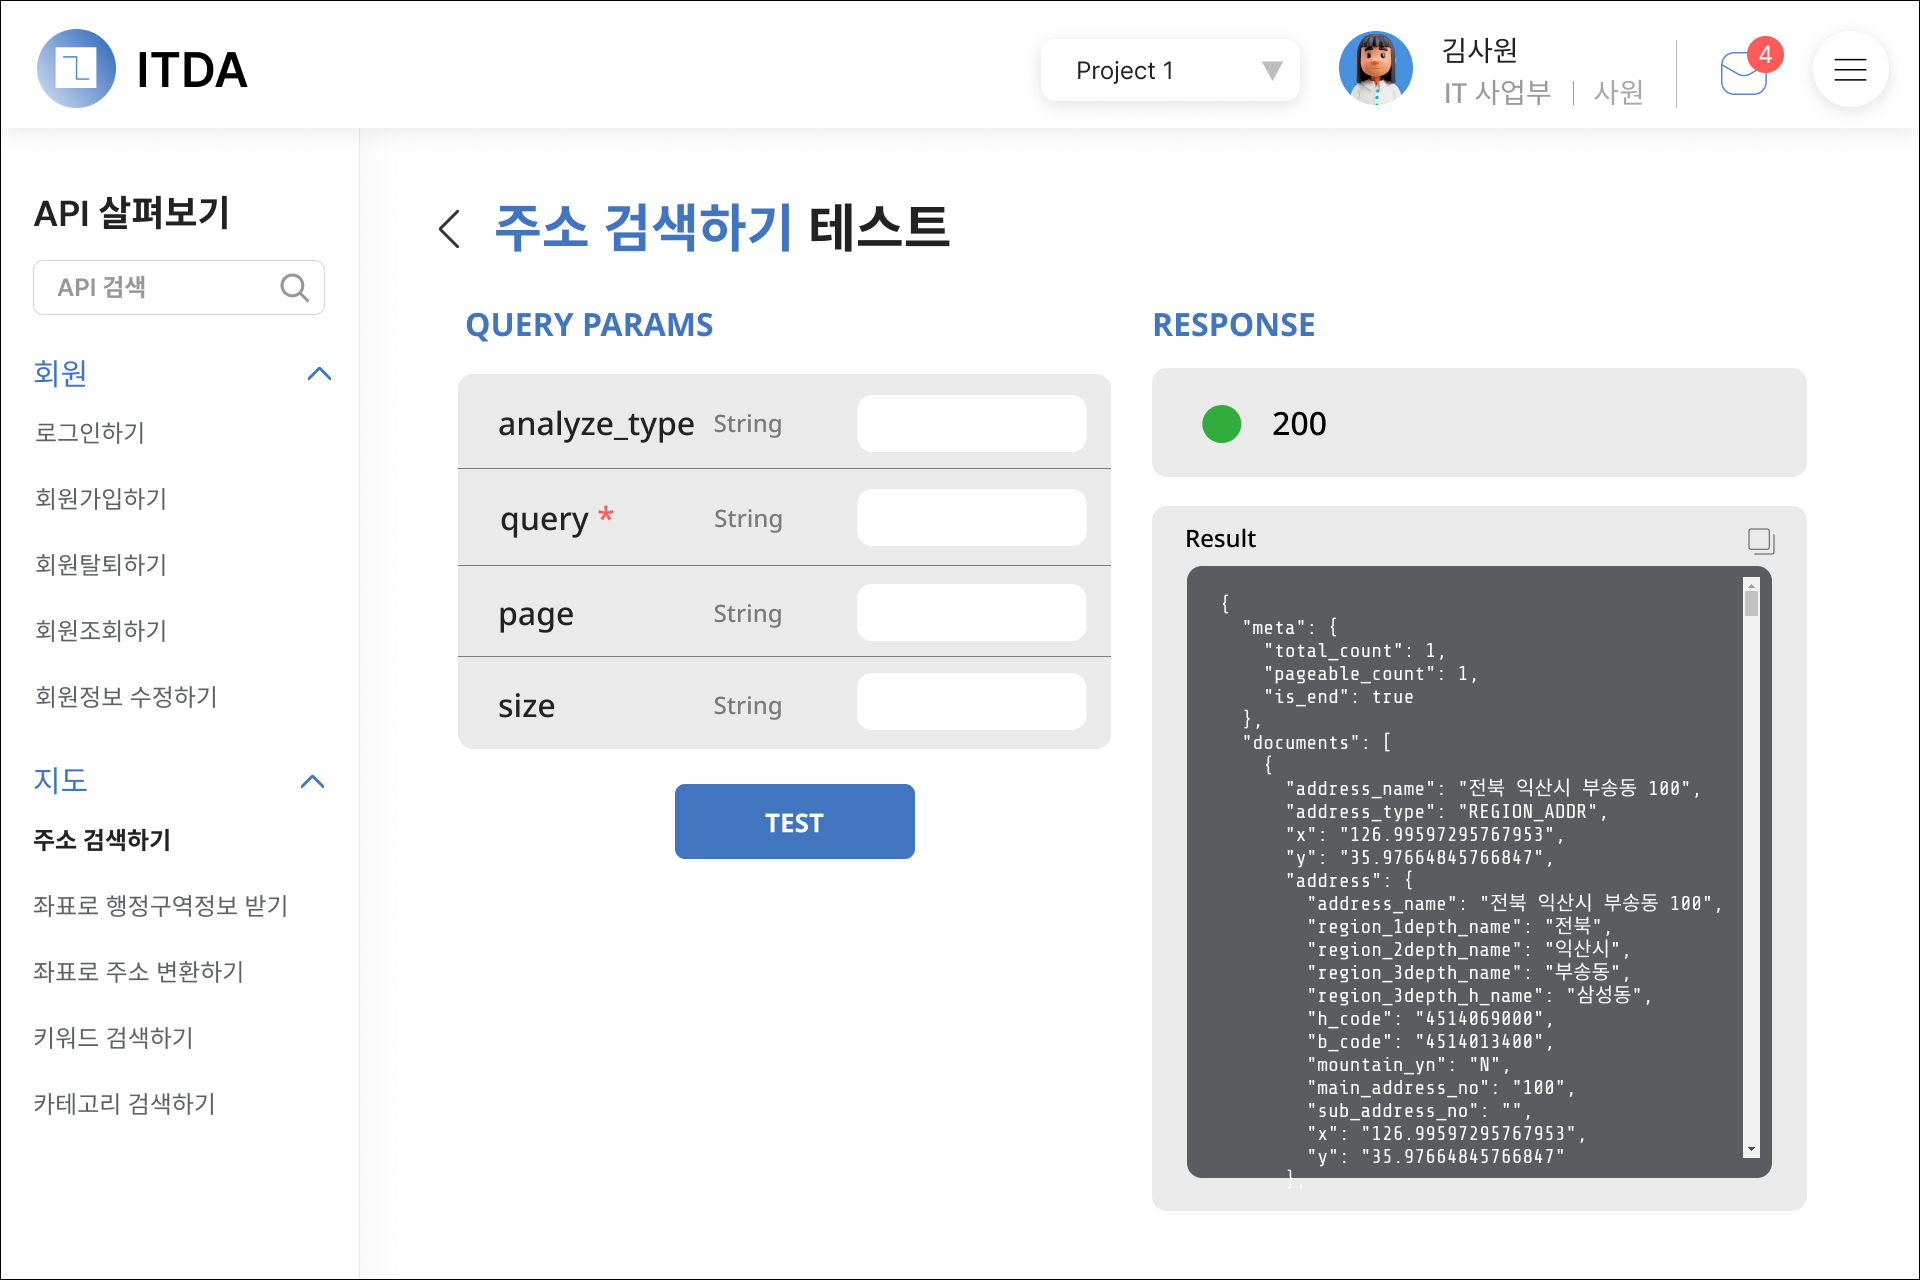 ITDA
Project 1
김사원
IT 사업부 | 사원
4
API 살펴보기
API 검색
회원
로그인하기
회원가입하기
회원탈퇴하기
회원조회하기
회원정보 수정하기
지도
주소 검색하기
좌표로 행정구역정보 받기
좌표로 주소 변환하기
키워드 검색하기
카테고리 검색하기
주소 검색하기 테스트
QUERY PARAMS
analyze_type String
query * String
page String
size String
TEST
RESPONSE
200
Result
{
"meta": {
"total_count": 1,
"pageable_count": 1,
"is_end": true
},
"documents": [
{
"address_name": "전북 익산시 부송동 100",
"address_type": "REGION_ADDR",
"x": "126.99597295767953",
"y": "35.97664845766847",
"address": {
"address_name": "전북 익산시 부송동 100",
"region_1depth_name": "전북",
"region_2depth_name": "익산시",
"region_3depth_name": "부송동",
"region_3depth_h_name": "삼성동",
"h_code": "4514069000",
"b_code": "4514013400",
"mountain_yn": "N",
"main_address_no": "100",
"sub_address_no": "",
"x": "126.99597295767953",
"y": "35.97664845766847"
},